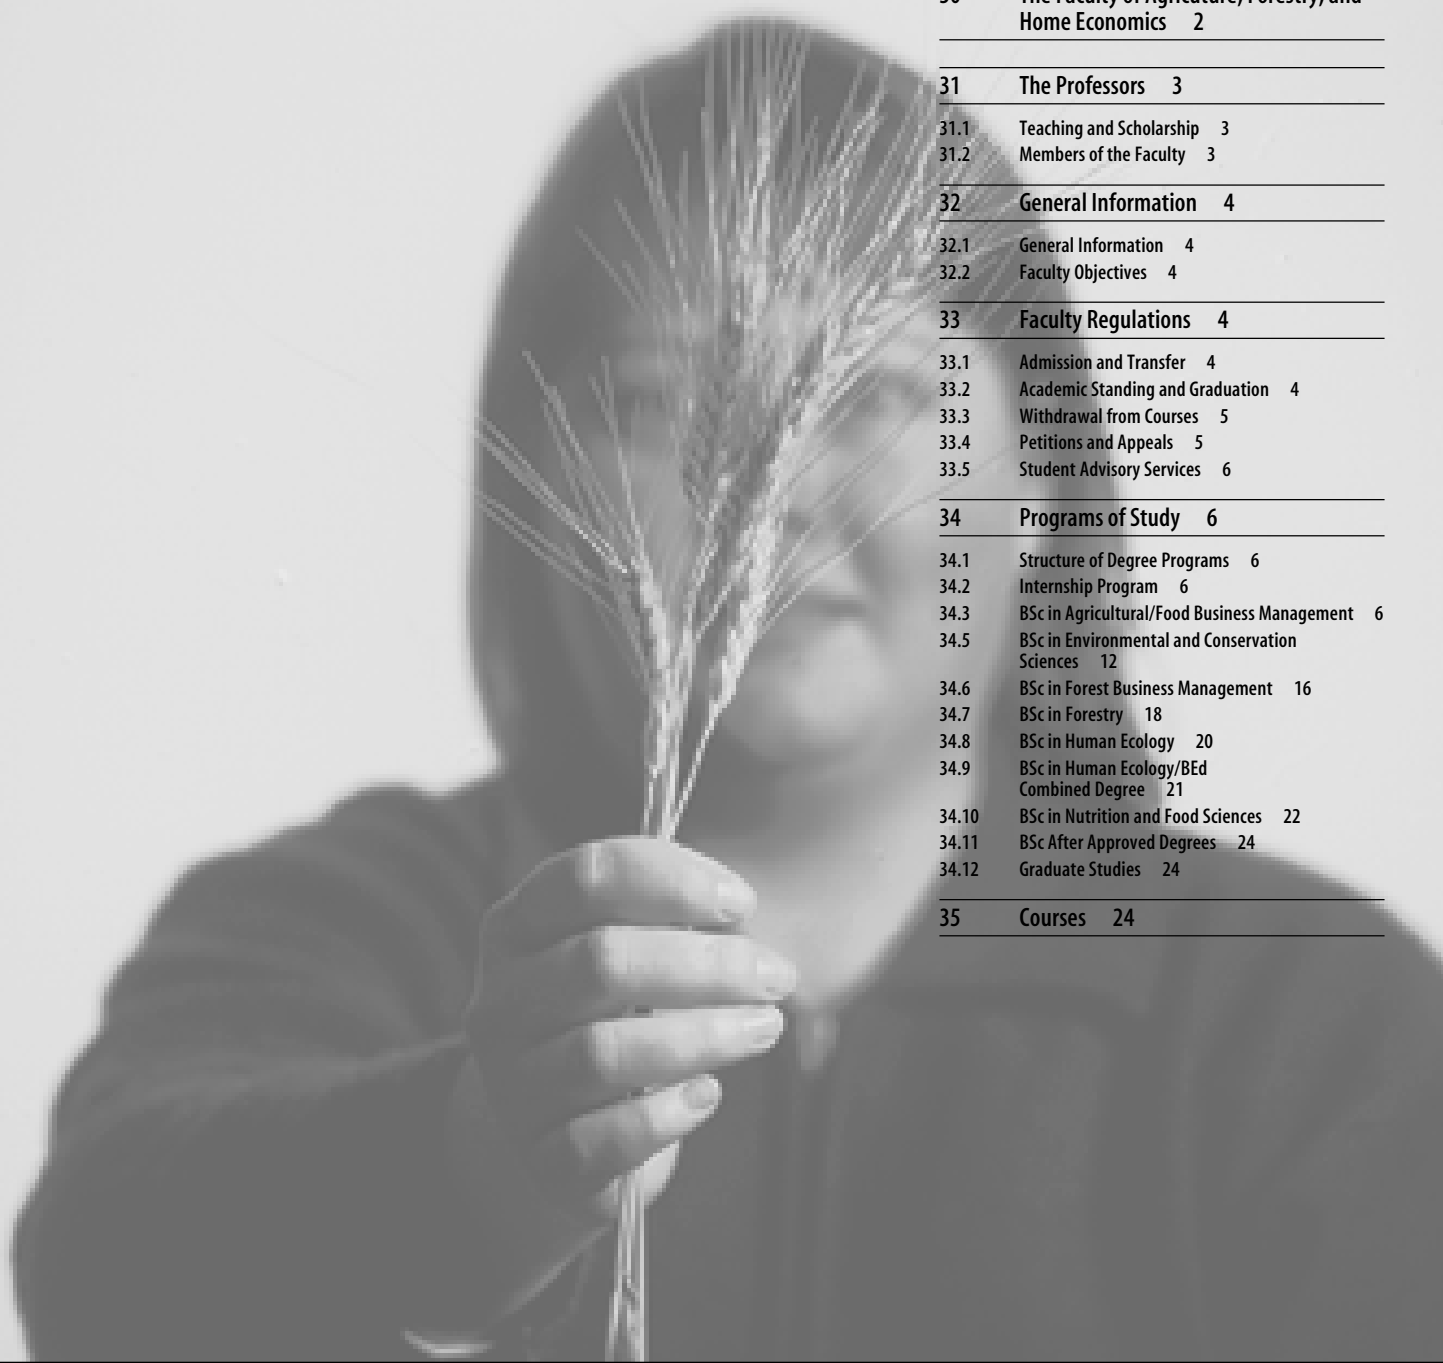 Home Economics 2
31 The Professors 3
31.1 Teaching and Scholarship 3
31.2 Members of the Faculty 3
32 General Information 4
32.1 General Information 4
32.2 Faculty Objectives 4
33 Faculty Regulations 4
33.1 Admission and Transfer 4
33.2 Academic Standing and Graduation 4
33.3 Withdrawal from Courses 5
33.4 Petitions and Appeals 5
33.5 Student Advisory Services 6
34 Programs of Study 6
34.1 Structure of Degree Programs 6
34.2 Internship Program 6
34.3 BSc in Agricultural/Food Business Management 6
34.5 BSc in Environmental and Conservation
Sciences 12
34.6 BSc in Forest Business Management 16
34.7 BSc in Forestry 18
34.8 BSc in Human Ecology 20
34.9 BSc in Human Ecology/BEd
Combined Degree 21
34.10 BSc in Nutrition and Food Sciences 22
34.11 BSc After Approved Degrees 24
34.12 Graduate Studies 24
35 Courses 24